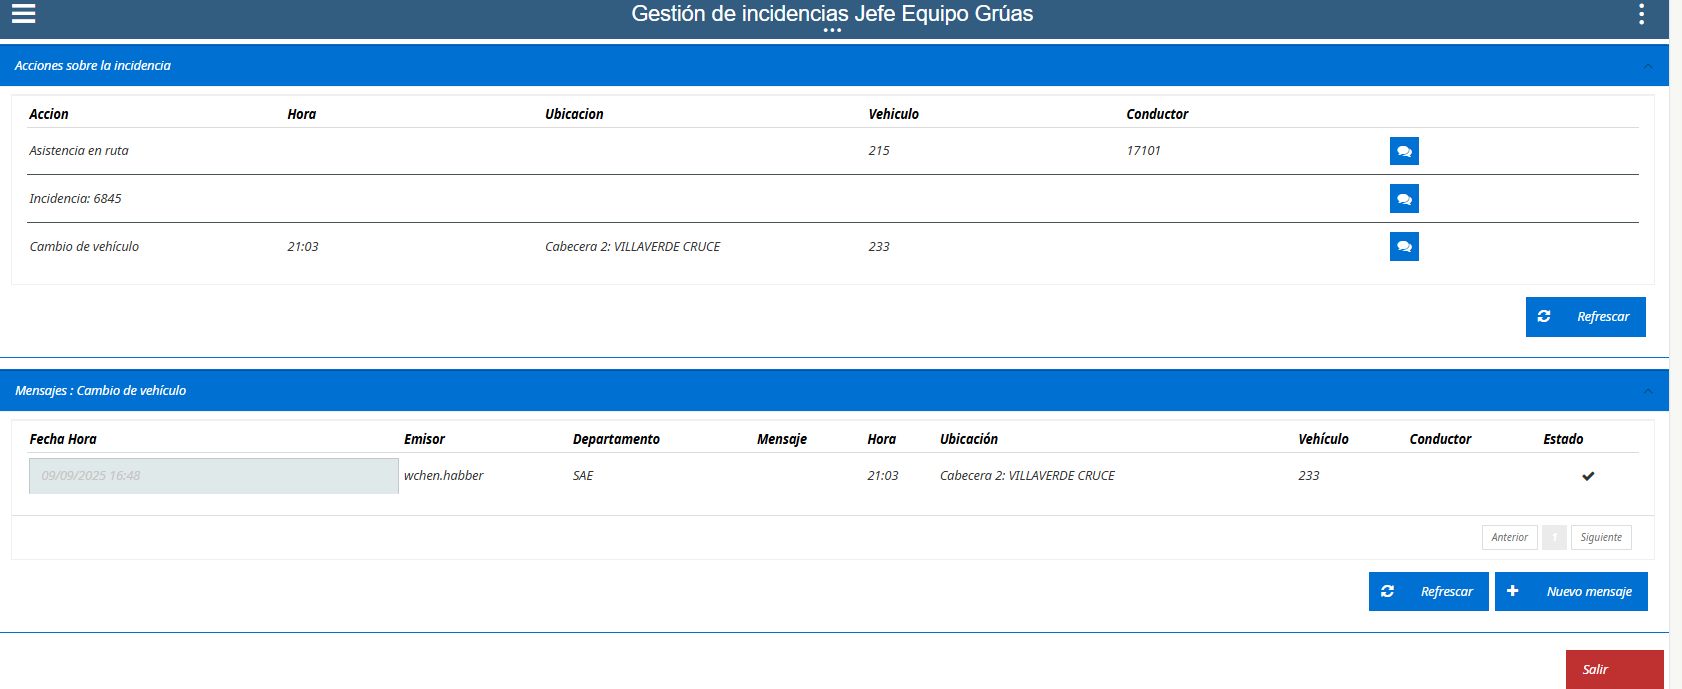 Gestión de incidencias Jefe Equipo Grúas
Acciones sobre la incidencia
Accion Hora Ubicacion Vehiculo Conductor
Asistencia en ruta 215 17101
Incidencia: 6845
Cambio de vehículo 21:03 Cabecera 2: VILLAVERDE CRUCE 233
Refrescar
Mensajes : Cambio de vehículo
Fecha Hora Emisor Departamento Mensaje Hora Ubicación Vehículo Conductor Estado
09/09/2025 16:48 wchen.habber SAE 21:03 Cabecera 2: VILLAVERDE CRUCE 233
Anterior 1 Siguiente
Refrescar Nuevo mensaje
Salir